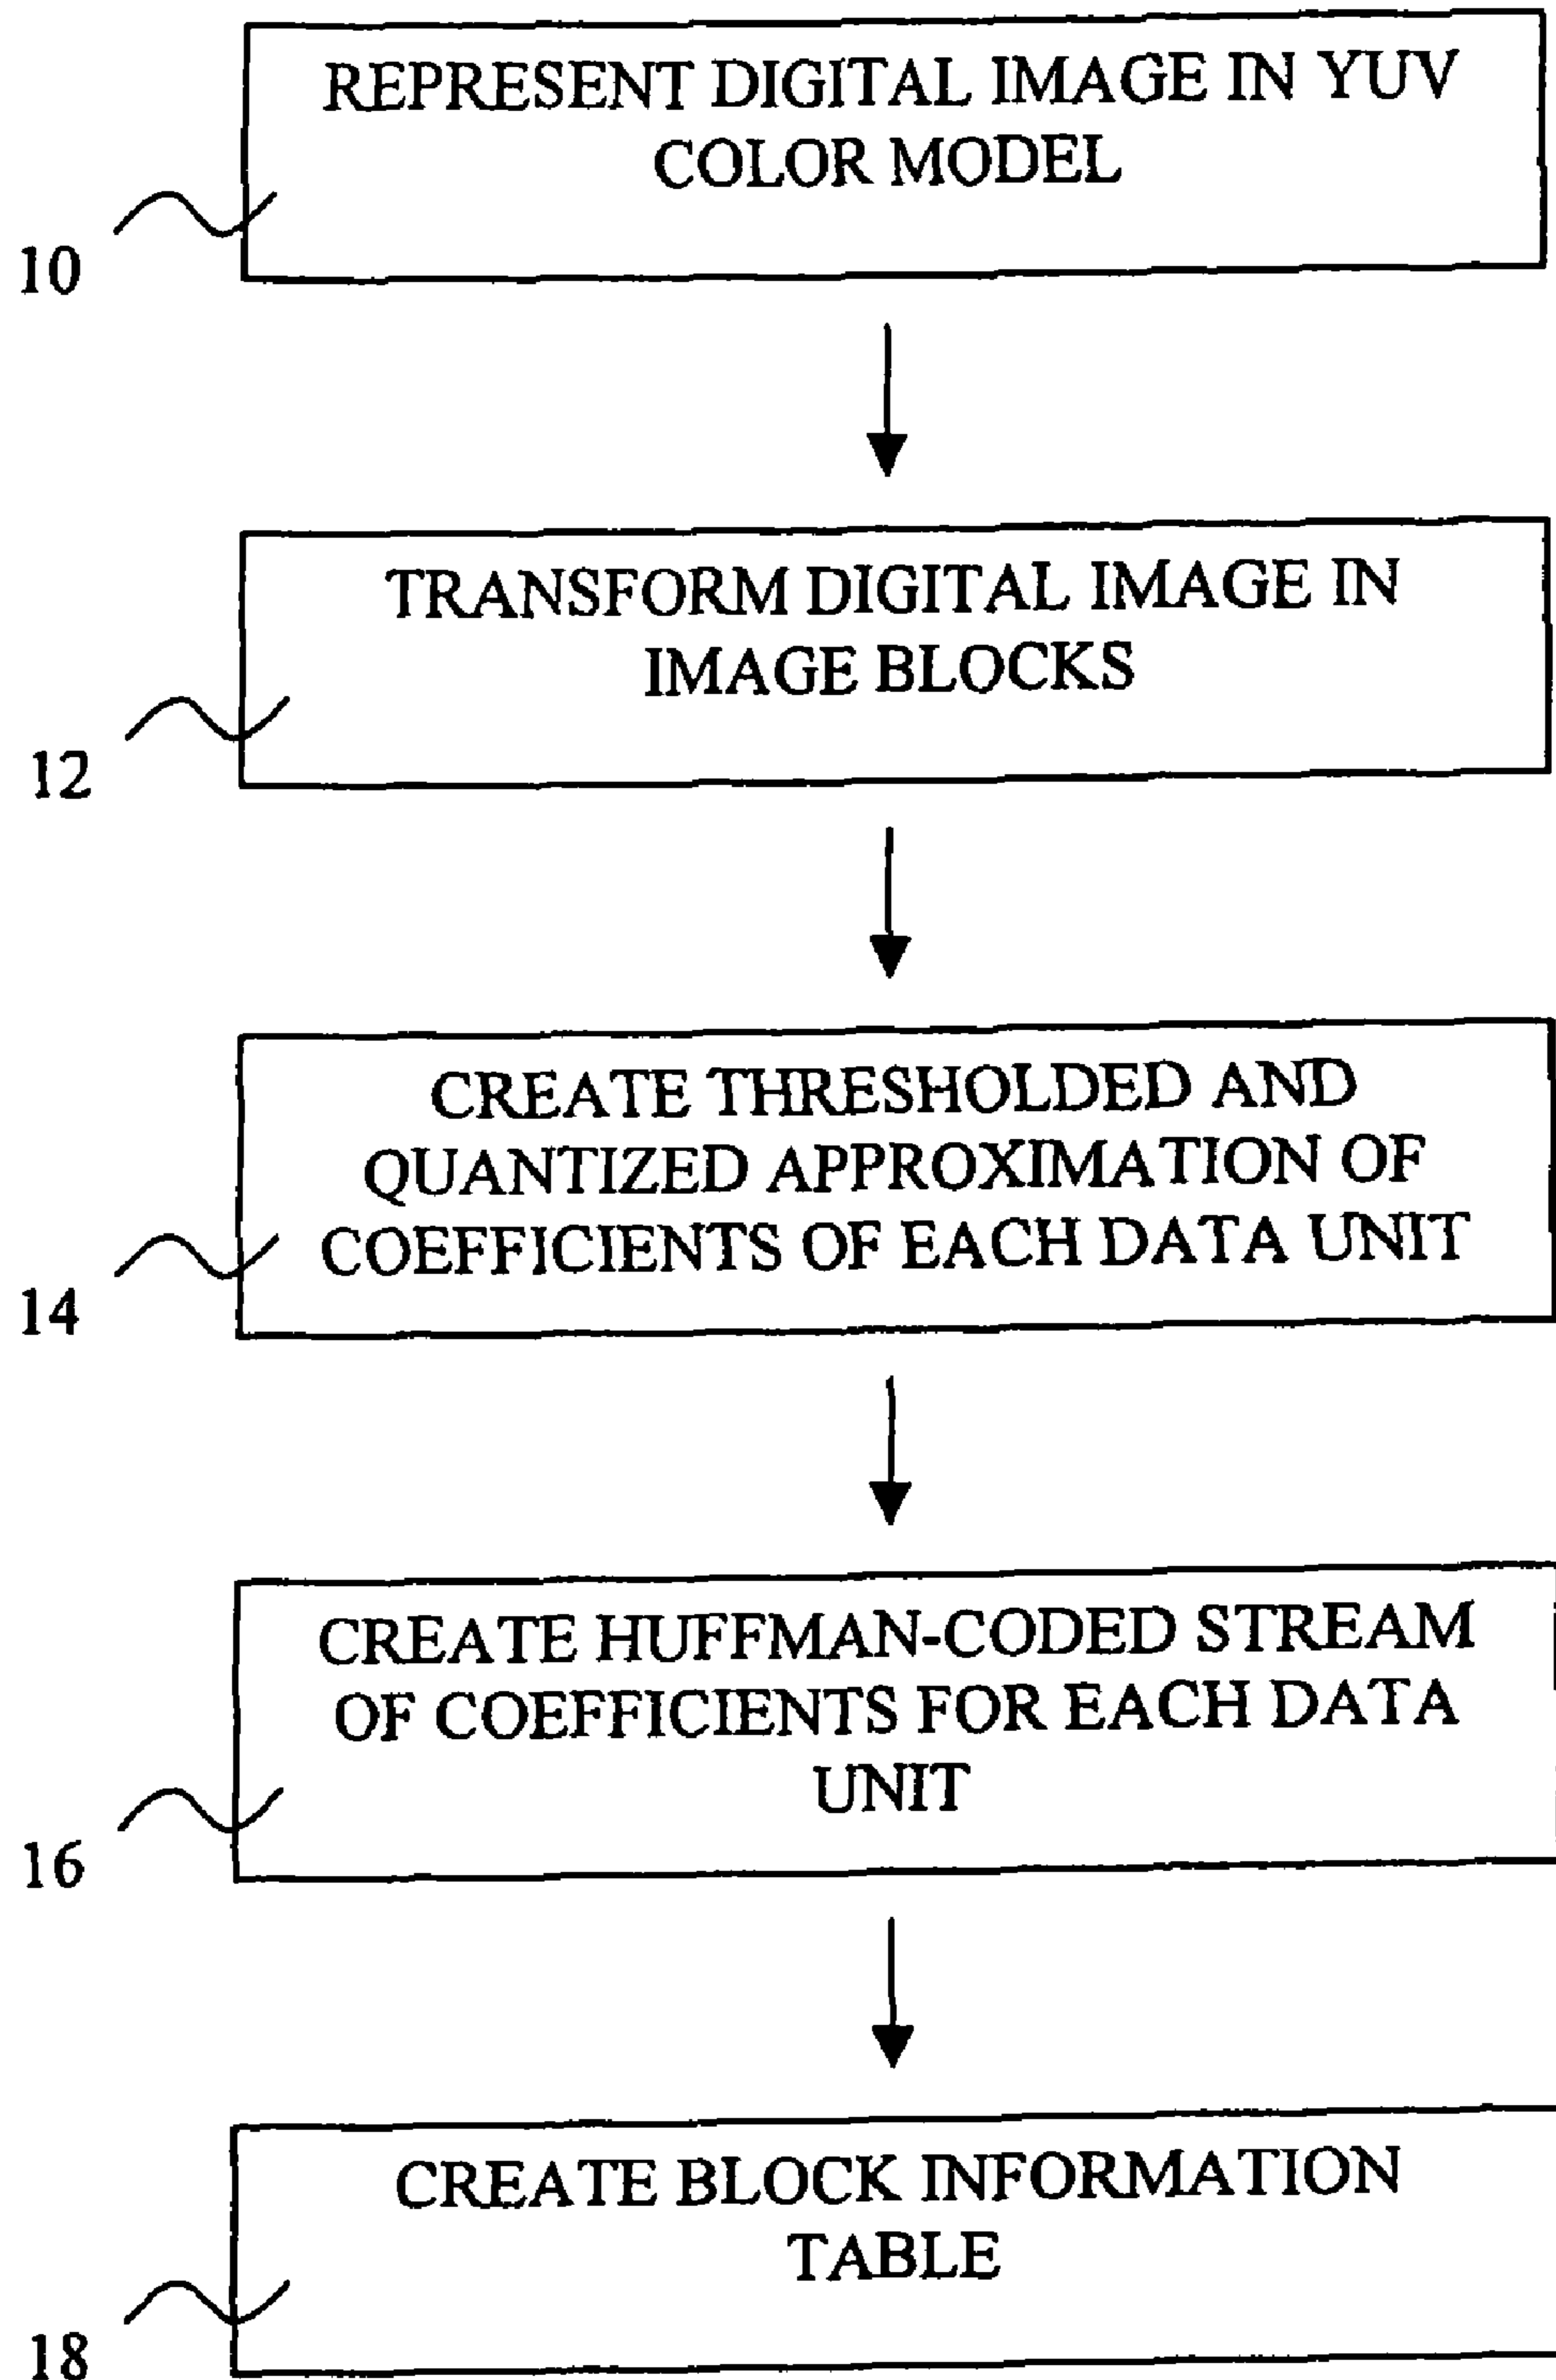 REPRESENT DIGITAL IMAGE IN YUV
COLOR MODEL
10
TRANSFORM DIGITAL IMAGE IN
IMAGE BLOCKS
12
CREATE THRESHOLDED AND
QUANTIZED APPROXIMATION OF
COEFFICIENTS OF EACH DATA UNIT
14
CREATE HUFFMAN-CODED STREAM
OF COEFFICIENTS FOR EACH DATA
UNIT
16
CREATE BLOCK INFORMATION
TABLE
18